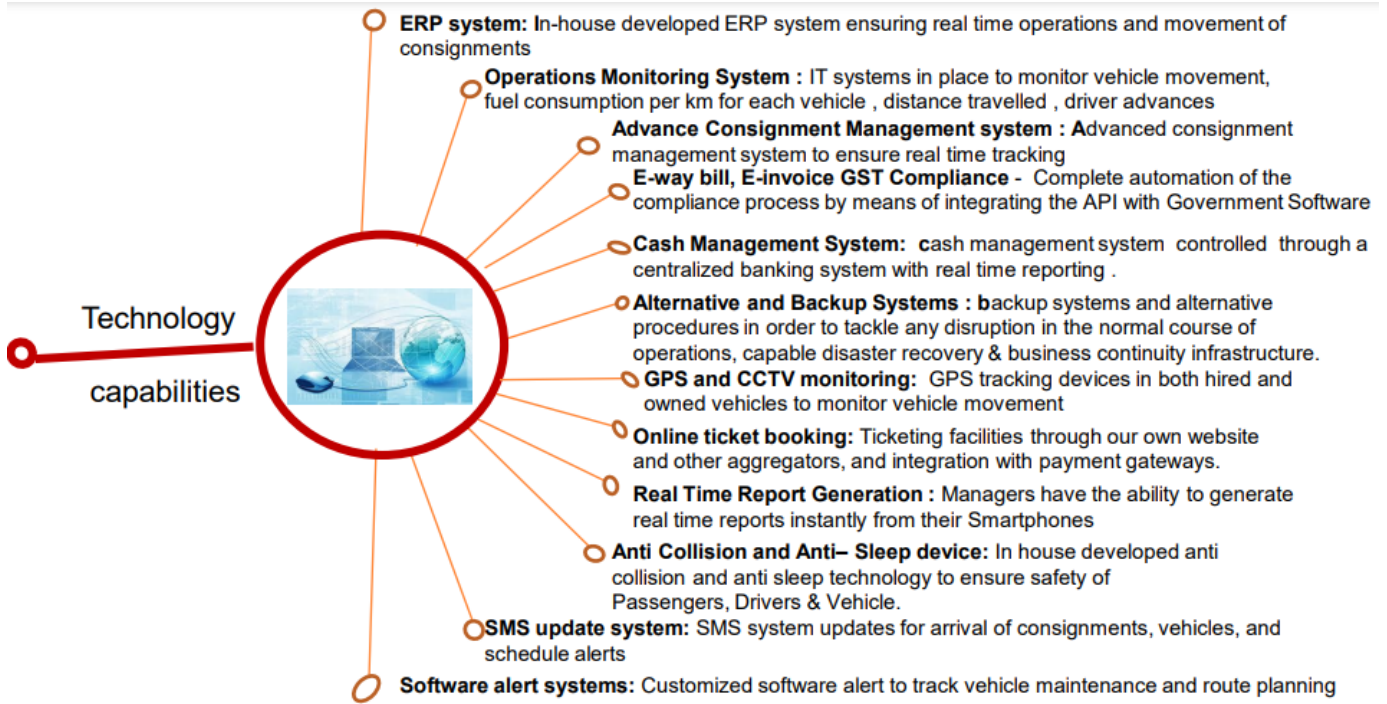 ERP system: In-house developed ERP system ensuring real time operations and movement of
consignments
Operations Monitoring System : IT systems in place to monitor vehicle movement,
fuel consumption per km for each vehicle , distance travelled , driver advances
Advance Consignment Management system : Advanced consignment
management system to ensure real time tracking
E-way bill, E-invoice GST Compliance - Complete automation of the
compliance process by means of integrating the API with Government Software
Cash Management System: cash management system controlled through a
centralized banking system with real time reporting .
Technology
capabilities
Alternative and Backup Systems : backup systems and alternative
procedures in order to tackle any disruption in the normal course of
operations, capable disaster recovery & business continuity infrastructure.
GPS and CCTV monitoring: GPS tracking devices in both hired and
owned vehicles to monitor vehicle movement
Online ticket booking: Ticketing facilities through our own website
and other aggregators, and integration with payment gateways.
Real Time Report Generation : Managers have the ability to generate
real time reports instantly from their Smartphones
Anti Collision and Anti– Sleep device: In house developed anti
collision and anti sleep technology to ensure safety of
Passengers, Drivers & Vehicle.
SMS update system: SMS system updates for arrival of consignments, vehicles, and
schedule alerts
Software alert systems: Customized software alert to track vehicle maintenance and route planning